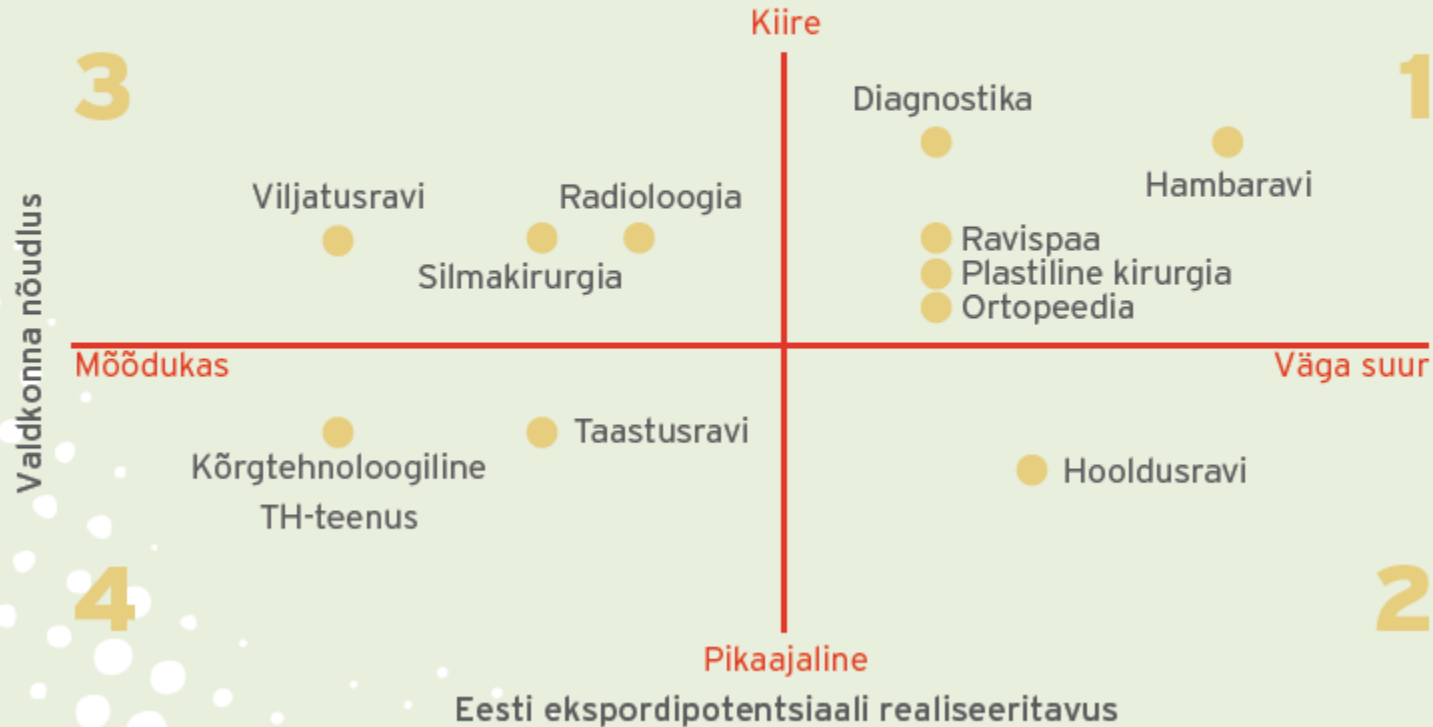 Kiire
3
1
Diagnostika
Hambaravi
Viljatusravi
Radioloogia
Silmakirurgia
Ravispaa
Plastiline kirurgia
Ortopeedia
Valdkonna nõudlus
Mõõdukas
Väga suur
Taastusravi
Kõrgtehnoloogiline
TH-teenus
Hooldusravi
4
2
Pikaajaline
Eesti ekspordipotentsiaali realiseeritavus